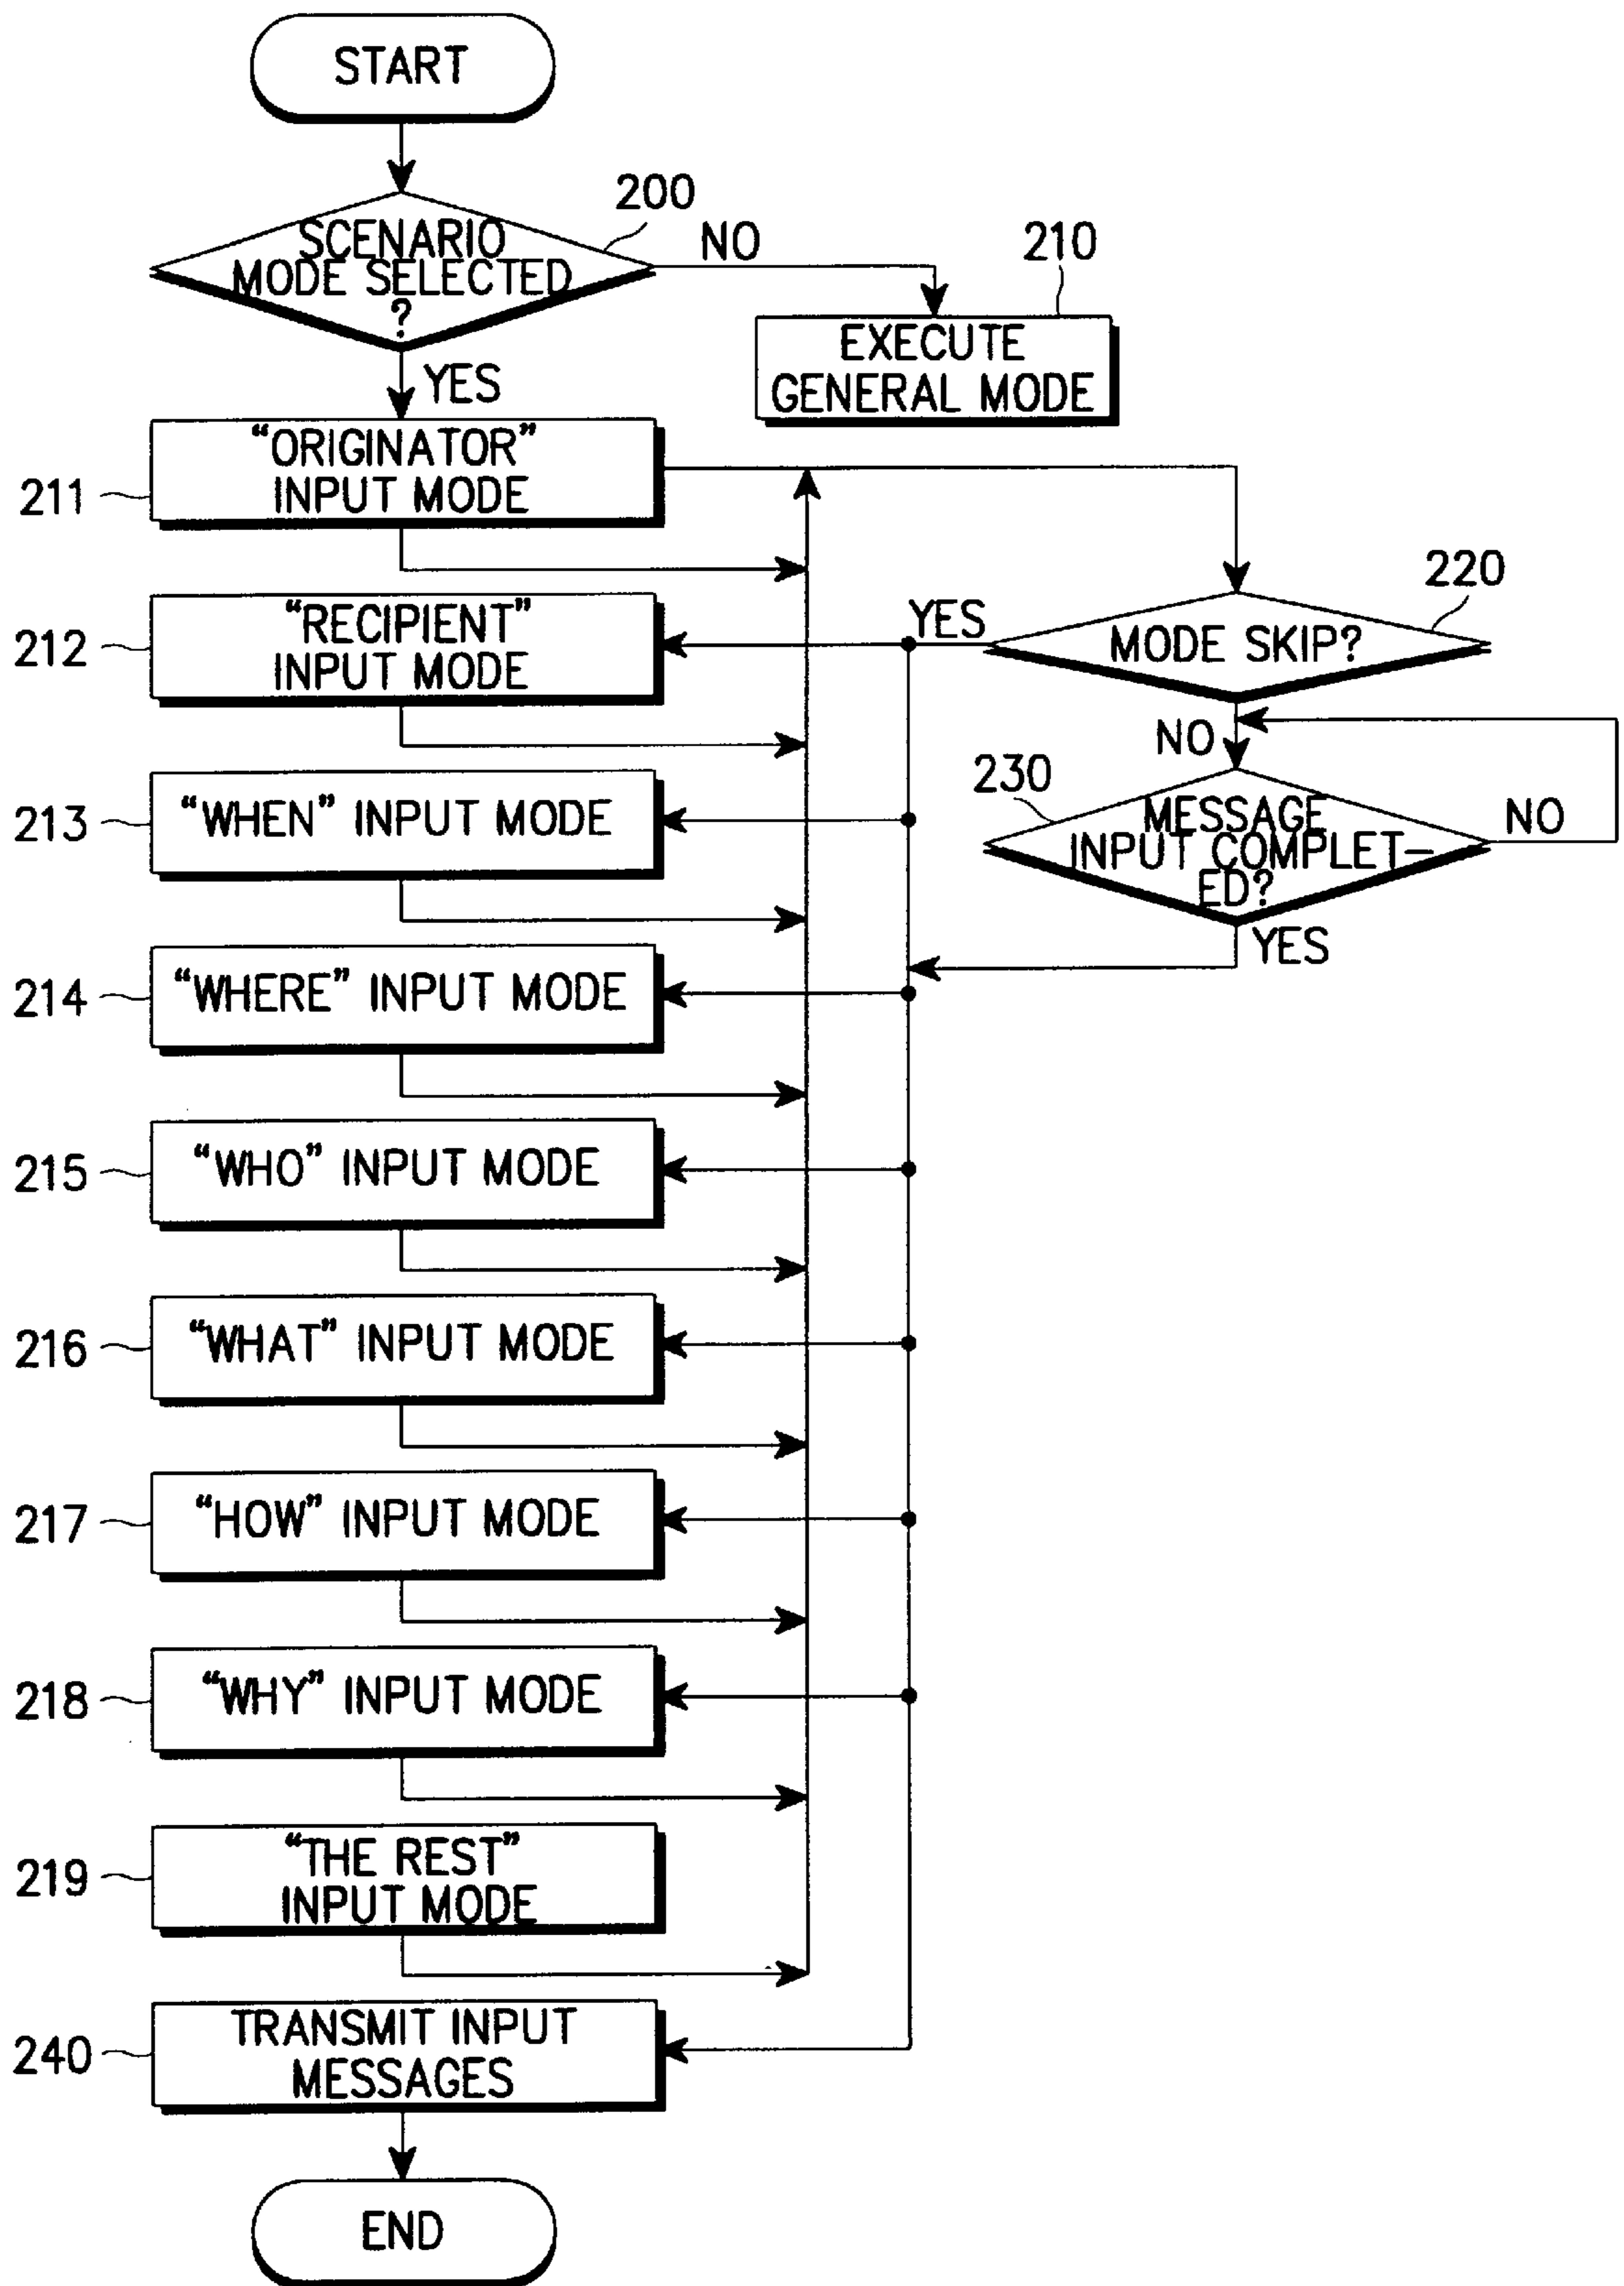 START
200
SCENARIO
MODE SELECTED
?
NO
210
EXECUTE
GENERAL MODE
YES
211
“ORIGINATOR”
INPUT MODE
220
YES
MODE SKIP?
212
“RECIPIENT”
INPUT MODE
NO
230
MESSAGE
INPUT COMPLET-
ED?
NO
YES
213
“WHEN” INPUT MODE
214
“WHERE” INPUT MODE
215
“WHO” INPUT MODE
216
“WHAT” INPUT MODE
217
“HOW” INPUT MODE
218
“WHY” INPUT MODE
219
“THE REST”
INPUT MODE
240
TRANSMIT INPUT
MESSAGES
END